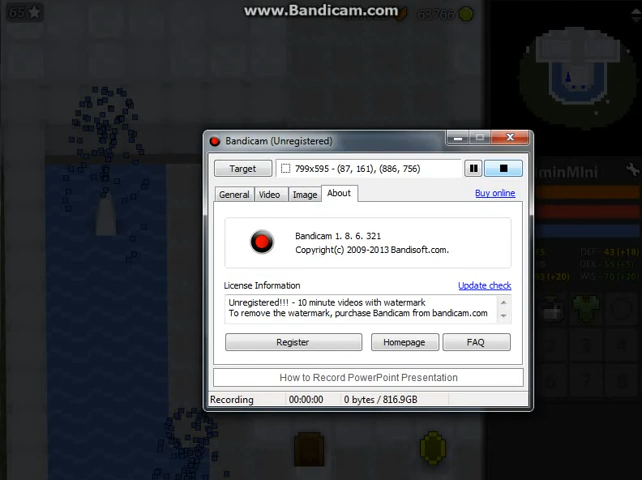 www.Bandicam.com
65
63766
Bandicam (Unregistered)
Target
799x595 - (87, 161), (886, 756)
General
Video
Image
About
Buy online
Bandicam 1. 8. 6. 321
Copyright(c) 2009-2013 Bandisoft.com.
License Information
Update check
Unregistered!!! - 10 minute videos with watermark
To remove the watermark, purchase Bandicam from bandicam.com
Register
Homepage
FAQ
How to Record PowerPoint Presentation
Recording
00:00:00
0 bytes / 816.9GB